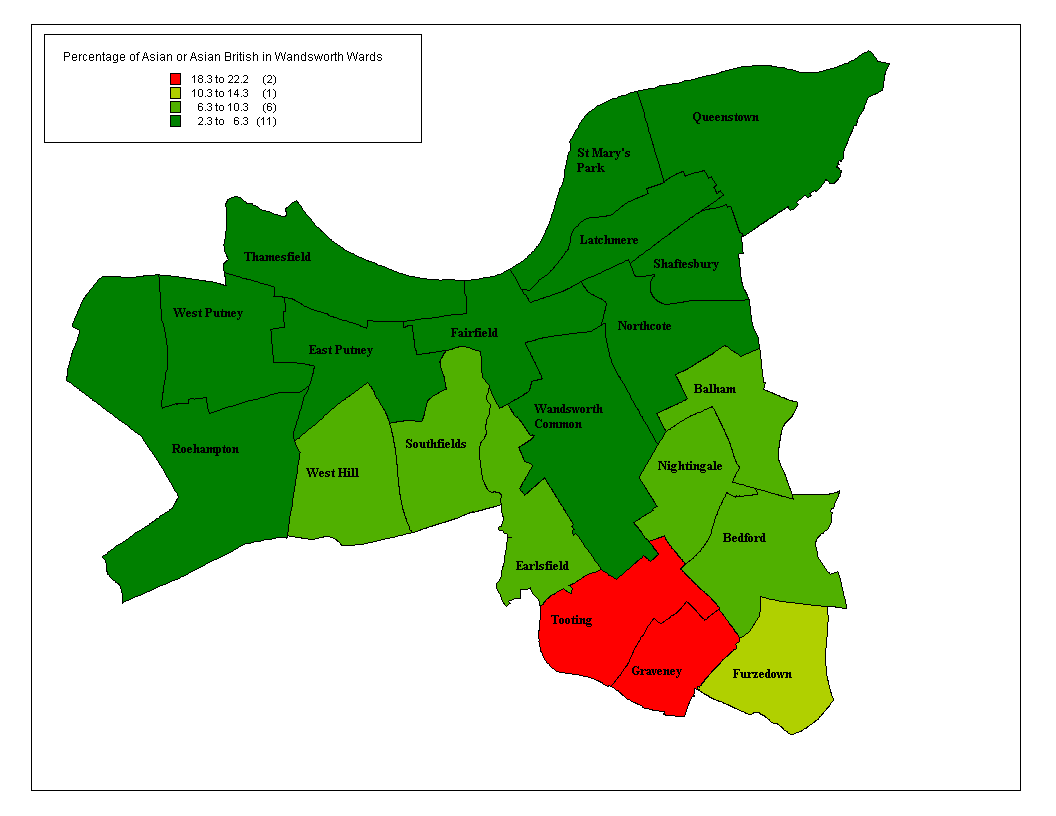 Percentage of Asian or Asian British in Wandsworth Wards
18.3 to 22.2 (2)
10.3 to 14.3 (1)
6.3 to 10.3 (6)
2.3 to 6.3 (11)
Queenstown
St Mary's
Park
Latchmere
Thamesfield
Shaftesbury
West Putney
Northcote
Fairfield
East Putney
Balham
Wandsworth
Common
Southfields
Roehampton
Nightingale
West Hill
Bedford
Earlsfield
Tooting
Graveney
Furzedown